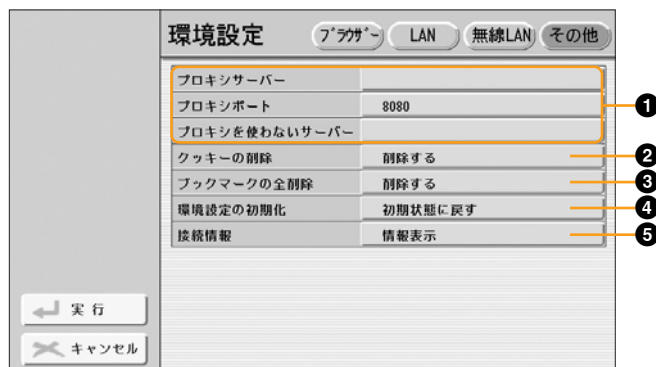 環境設定 ブラウザー LAN 無線LAN その他
プロキシサーバー
プロキシポート 8080 ❶
プロキシを使わないサーバー
クッキーの削除 削除する ❷
ブックマークの全削除 削除する ❸
環境設定の初期化 初期状態に戻す ❹
接続情報 情報表示 ❺
実行
キャンセル